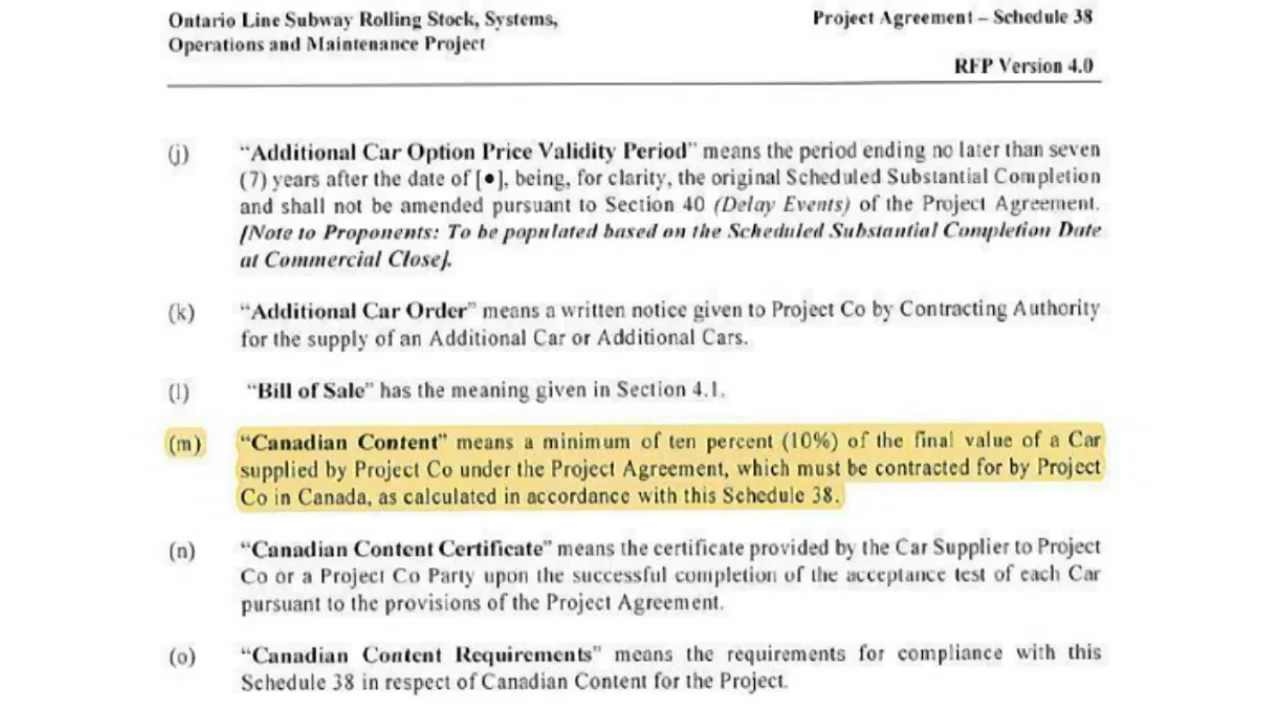 Ontario Line Subway Rolling Stock, Systems,
Operations and Maintenance Project
Project Agreement – Schedule 38
RFP Version 4.0
(j) “Additional Car Option Price Validity Period” means the period ending no later than seven
(7) years after the date of [●], being, for clarity, the original Scheduled Substantial Completion
and shall not be amended pursuant to Section 40 (Delay Events) of the Project Agreement.
[Note to Proponents: To be populated based on the Scheduled Substantial Completion Date
at Commercial Close].
(k) “Additional Car Order” means a written notice given to Project Co by Contracting Authority
for the supply of an Additional Car or Additional Cars.
(l) “Bill of Sale” has the meaning given in Section 4.1.
(m) “Canadian Content” means a minimum of ten percent (10%) of the final value of a Car
supplied by Project Co under the Project Agreement, which must be contracted for by Project
Co in Canada, as calculated in accordance with this Schedule 38.
(n) “Canadian Content Certificate” means the certificate provided by the Car Supplier to Project
Co or a Project Co Party upon the successful completion of the acceptance test of each Car
pursuant to the provisions of the Project Agreement.
(o) “Canadian Content Requirements” means the requirements for compliance with this
Schedule 38 in respect of Canadian Content for the Project.